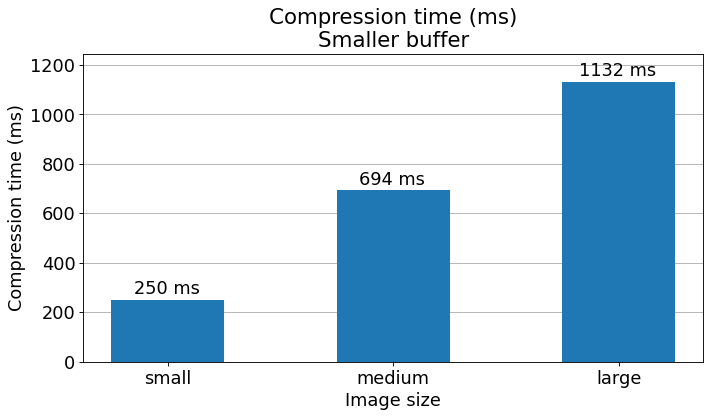 Compression time (ms)
Smaller buffer
Compression time (ms)
1200
1000
800
600
400
200
0
250 ms
694 ms
1132 ms
small
medium
large
Image size